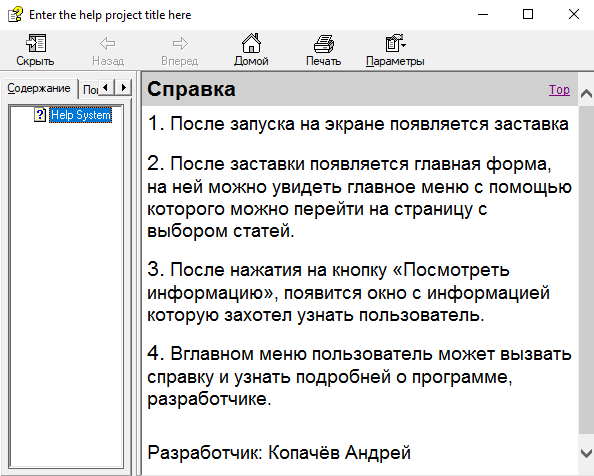 Enter the help project title here
Скрыть Назад Вперед Домой Печать Параметры
Содержание
Help System
Справка
Top
1. После запуска на экране появляется заставка
2. После заставки появляется главная форма,
на ней можно увидеть главное меню с помощью
которого можно перейти на страницу с
выбором статей.
3. После нажатия на кнопку «Посмотреть
информацию», появится окно с информацией
которую захотел узнать пользователь.
4. Вглавном меню пользователь может вызвать
справку и узнать подробней о программе,
разработчике.
Разработчик: Копачёв Андрей